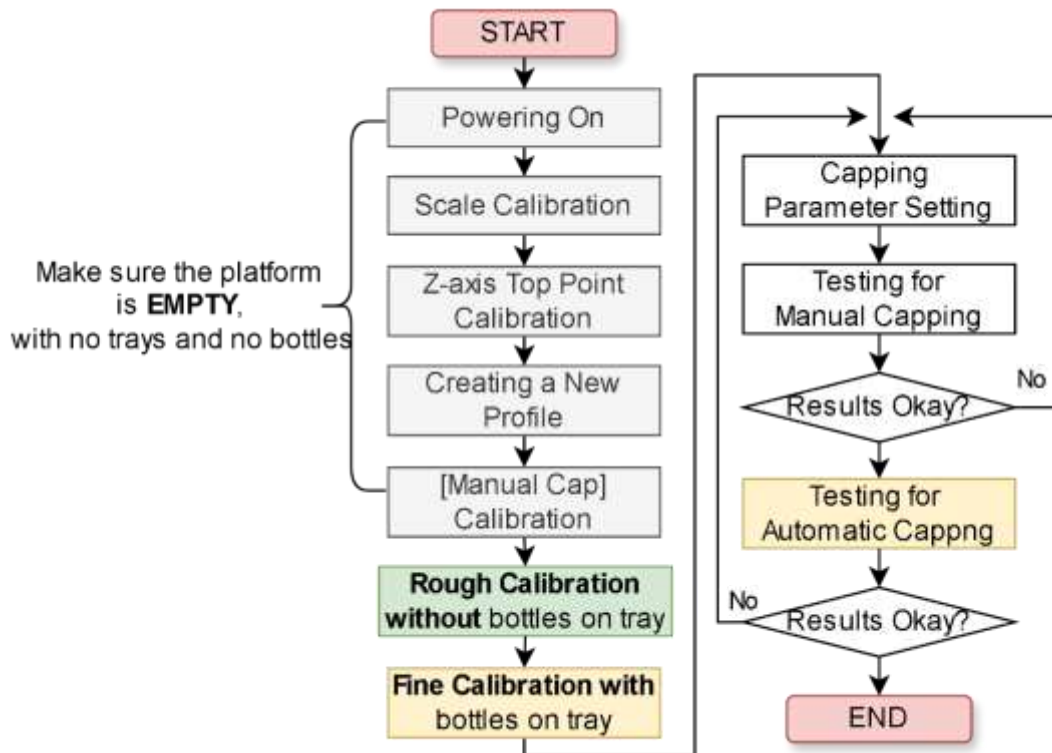 START
Powering On
Scale Calibration
Z-axis Top Point
Calibration
Creating a New
Profile
[Manual Cap]
Calibration
Make sure the platform
is EMPTY,
with no trays and no bottles
Rough Calibration
without bottles on tray
Fine Calibration with
bottles on tray
Capping
Parameter Setting
Testing for
Manual Capping
Results Okay?
No
Testing for
Automatic Cappng
Results Okay?
No
END